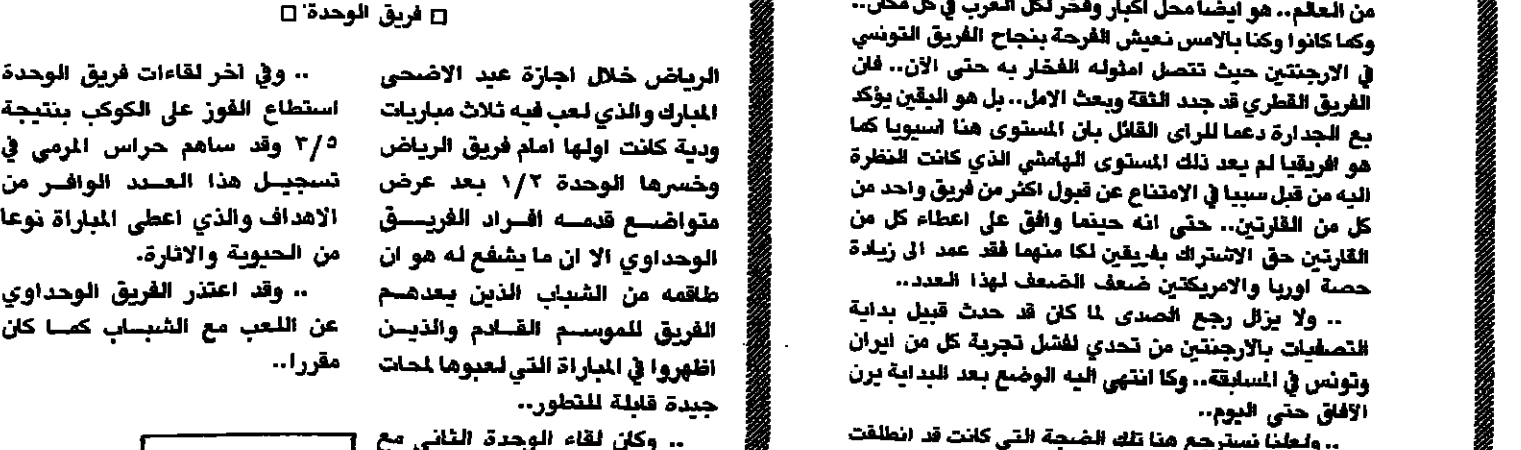 من العالم.. هو ايضا محل اكبار وفخر لكل العرب في كل مكان..
وكما كانوا وكنا بالامس نعيش الفرحة بنجاح الفريق التونسي
في الارجنتين حيث تتصل امثوله الفخار به حتى الآن.. فان
الفريق القطري قد جدد الثقة وبعث الامل.. بل هو اليقين يؤكد
بع الجدارة دعما للراى القائل بان المستوى هنا اسيويا كما
هو افريقيا لم يعد ذلك المستوى الهامشي الذي كانت النظرة
اليه من قبل سببا في الامتناع عن قبول اكثر من فريق واحد من
كل من القارتين.. حتى انه حينما وافق على اعطاء كل من
القارتين حق الاشتراك بفريقين لكا منهما فقد عمد الى زيادة
حصة اوربا والامريكتين ضعف الضعف لهذا العدد..
.. ولا يزال رجع الصدى لما كان قد حدث قبيل بداية
التصفيات بالارجنتين من تحدي لفشل تجربة كل من ايران
وتونس في المسابقة.. وكا انتهى اليه الوضع بعد البداية يرن
الآفاق حتى اليوم..
.. ولعلنا نسترجع هنا تلك الضجة التي كانت قد انطلقت
□ فريق الوحدة □
الرياض خلال اجازة عيد الاضحى
المبارك والذي لعب فيه ثلاث مباريات
ودية كانت اولها امام فريق الرياض
وخسرها الوحدة ١/٢ بعد عرض
متواضع قدمه افراد الفريق
الوحداوي الا ان ما يشفع له هو ان
طاقمه من الشباب الذين يعدهم
الفريق للموسم القادم والذين
اظهروا في المباراة التي لعبوها لمحات
جيدة قابلة للتطور..
.. وكان لقاء الوحدة الثاني مع
.. وفي آخر لقاءات فريق الوحدة
استطاع الفوز على الكوكب بنتيجة
٣/٥ وقد ساهم حراس المرمي في
تسجيل هذا العدد الوافر من
الاهداف والذي اعطى المباراة نوعا
من الحيوية والاثارة.
.. وقد اعتذر الفريق الوحداوي
عن اللعب مع الشباب كما كان
مقررا..